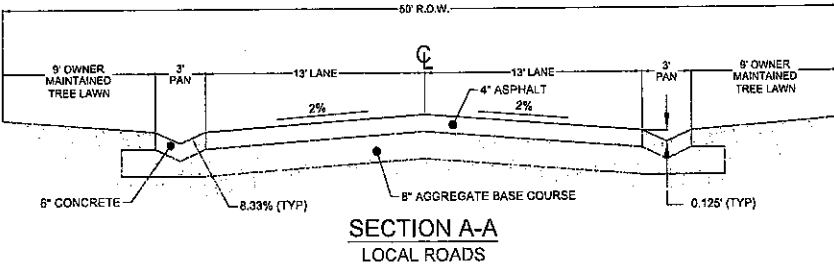 50' R.O.W.
9' OWNER
MAINTAINED
TREE LAWN
3'
PAN
13' LANE
C
L
13' LANE
3'
PAN
9' OWNER
MAINTAINED
TREE LAWN
2%
4" ASPHALT
2%
6" CONCRETE
8.33% (TYP)
8" AGGREGATE BASE COURSE
0.125' (TYP)
SECTION A-A
LOCAL ROADS